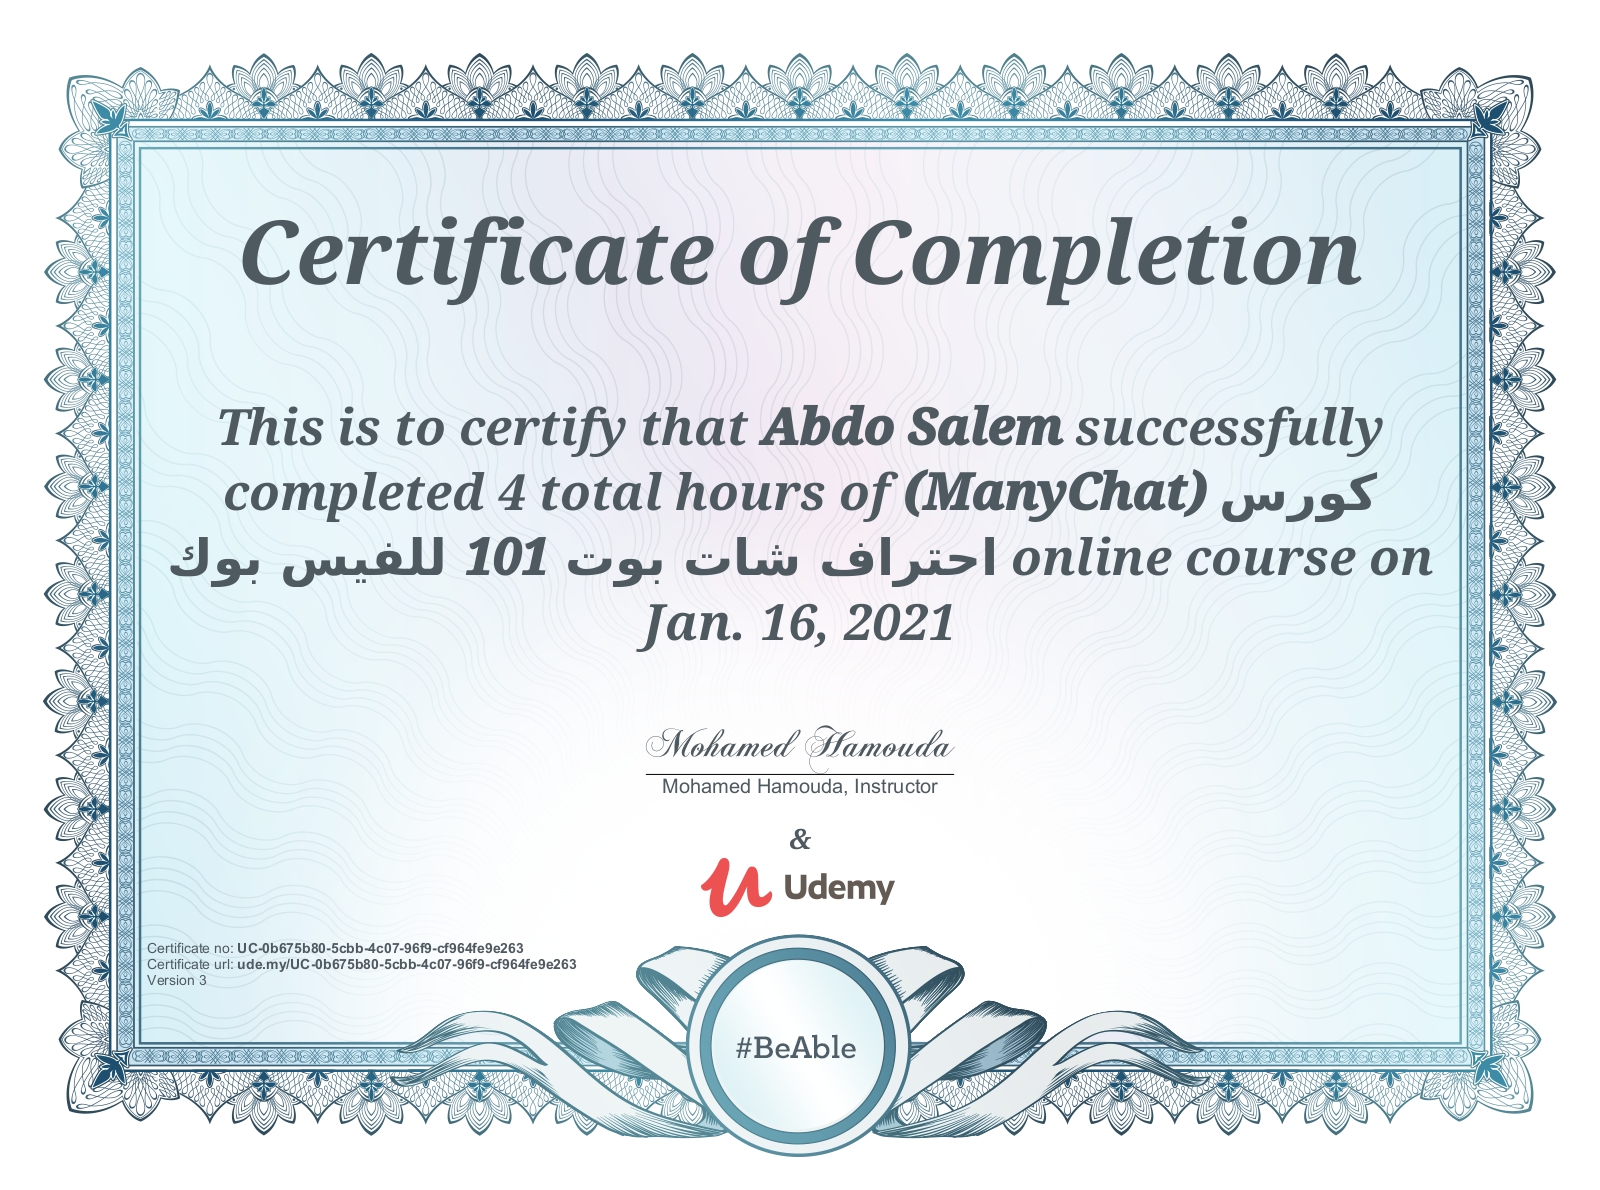 Certificate of Completion
This is to certify that Abdo Salem successfully
completed 4 total hours of (ManyChat) كورس
احتراف شات بوت 101 للفيس بوك online course on
Jan. 16, 2021
Mohamed Hamouda
Mohamed Hamouda, Instructor
&
Udemy
Certificate no: UC-0b675b80-5cbb-4c07-96f9-cf964fe9e263
Certificate url: ude.my/UC-0b675b80-5cbb-4c07-96f9-cf964fe9e263
Version 3
#BeAble